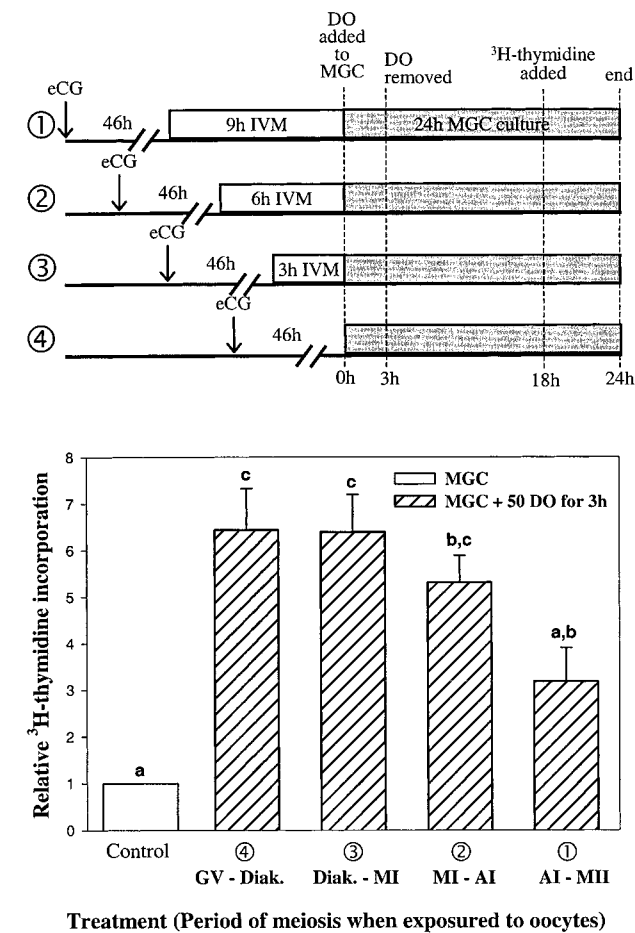 DO
added
to
MGC
DO
removed
³H-thymidine
added
end
eCG
① 46h 9h IVM 24h MGC culture
eCG
② 46h 6h IVM
eCG
③ 46h 3h IVM
eCG
④ 46h
0h 3h 18h 24h
8
7
6
5
4
3
2
1
0
Relative ³H-thymidine incorporation
MGC
MGC + 50 DO for 3h
a
c
c
b,c
a,b
Control ④ ③ ② ①
GV - Diak. Diak. - MI MI - AI AI - MII
Treatment (Period of meiosis when exposured to oocytes)